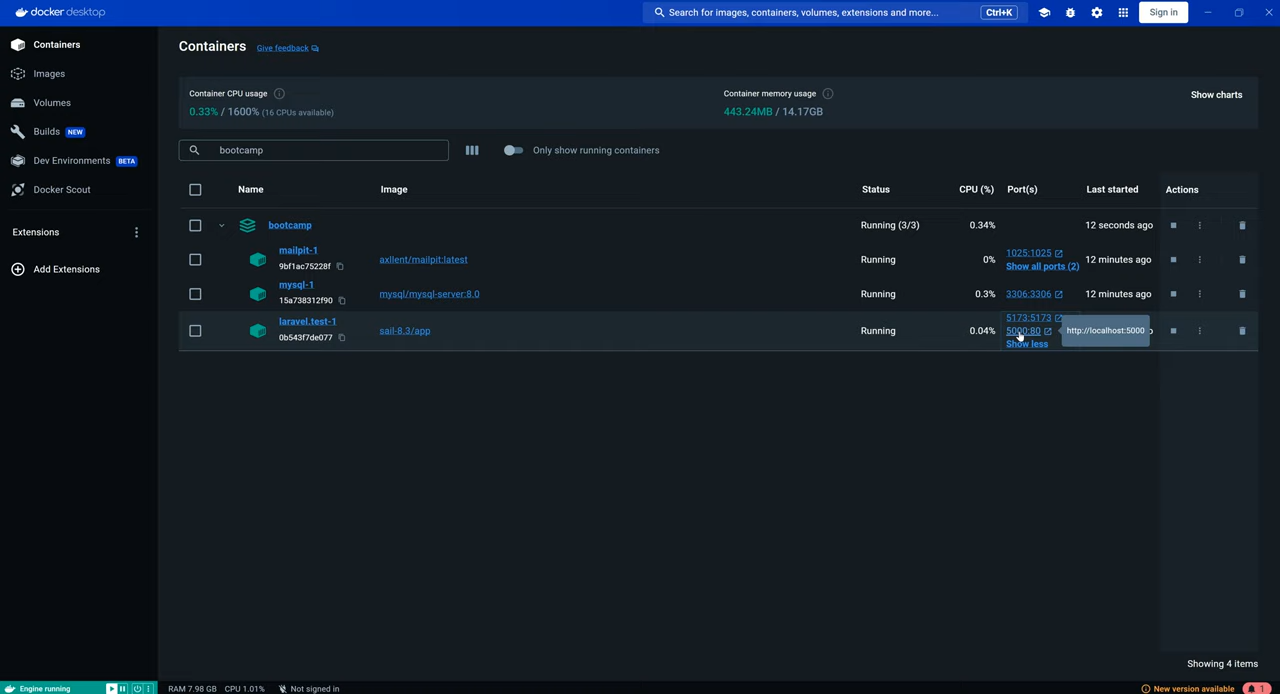 docker desktop
Search for images, containers, volumes, extensions and more... Ctrl+K
Sign in
Containers
Images
Volumes
Builds NEW
Dev Environments BETA
Docker Scout
Extensions
Add Extensions
Containers Give feedback
Container CPU usage
0.33% / 1600% (16 CPUs available)
Container memory usage
443.24MB / 14.17GB
Show charts
bootcamp
Only show running containers
Name Image Status CPU (%) Port(s) Last started Actions
bootcamp Running (3/3) 0.34% 12 seconds ago
mailpit-1
9bf1ac75228f
axllent/mailpit:latest Running 0% 1025:1025
Show all ports (2)
12 minutes ago
mysql-1
15a738312f90
mysql/mysql-server:8.0 Running 0.3% 3306:3306 12 minutes ago
laravel.test-1
0b543f7de077
sail-8.3/app Running 0.04% 5173:5173
5000:80
Show less
http://localhost:5000
Showing 4 items
Engine running
RAM 7.98 GB CPU 1.01% Not signed in
New version available 1